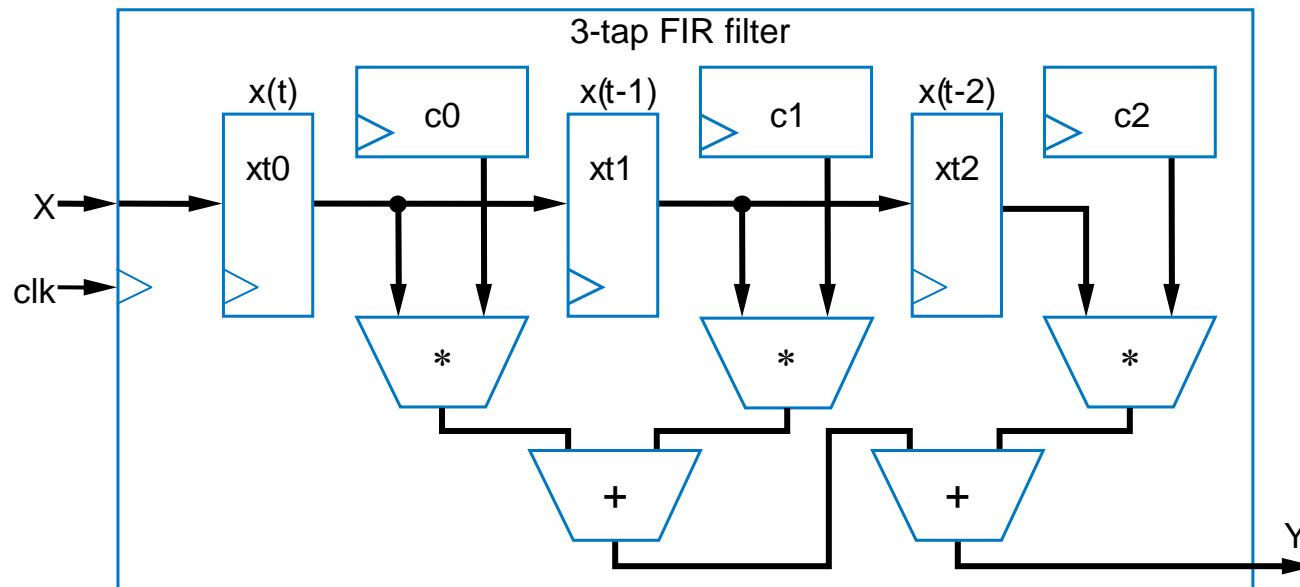 3-tap FIR filter
x(t)
x(t-1)
x(t-2)
c0
c1
c2
xt0
xt1
xt2
X
clk
*
*
*
+
+
Y